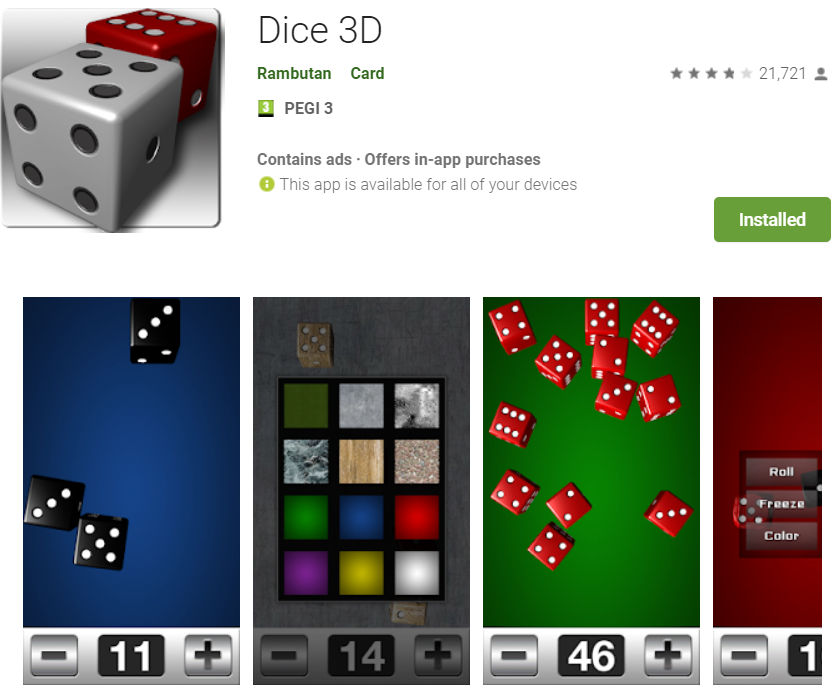 Dice 3D
Rambutan Card
21,721
3 PEGI 3
Contains ads · Offers in-app purchases
This app is available for all of your devices
Installed
Roll
Freeze
Color
− 11 +
− 14 +
− 46 +
−